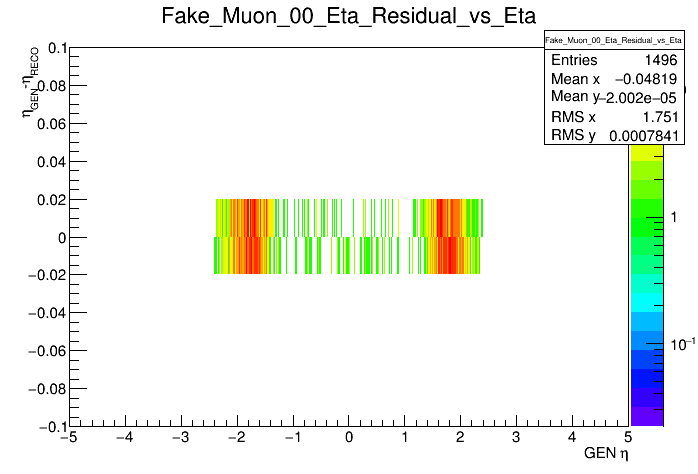 Fake_Muon_00_Eta_Residual_vs_Eta
Fake_Muon_00_Eta_Residual_vs_Eta
Entries 1496
Mean x −0.04819
Mean y −2.002e−05
RMS x 1.751
RMS y 0.0007841
η_GEN-η_RECO
0.1
0.08
0.06
0.04
0.02
0
−0.02
−0.04
−0.06
−0.08
−0.1
−5 −4 −3 −2 −1 0 1 2 3 4 5
GEN η
1
10⁻¹